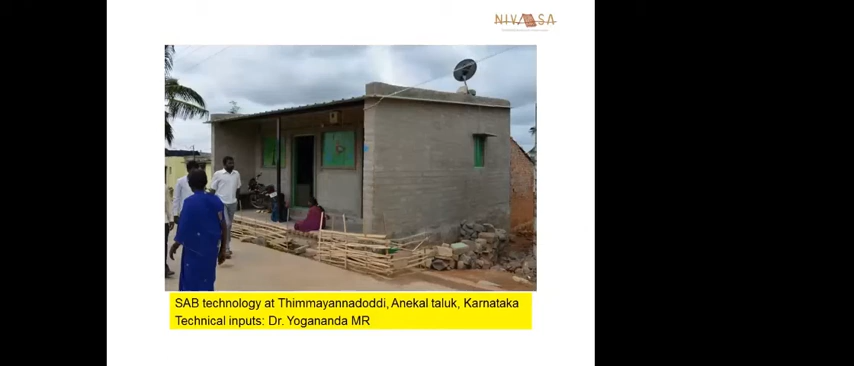 NIVASA
SAB technology at Thimmayannadoddi, Anekal taluk, Karnataka
Technical inputs: Dr. Yogananda MR